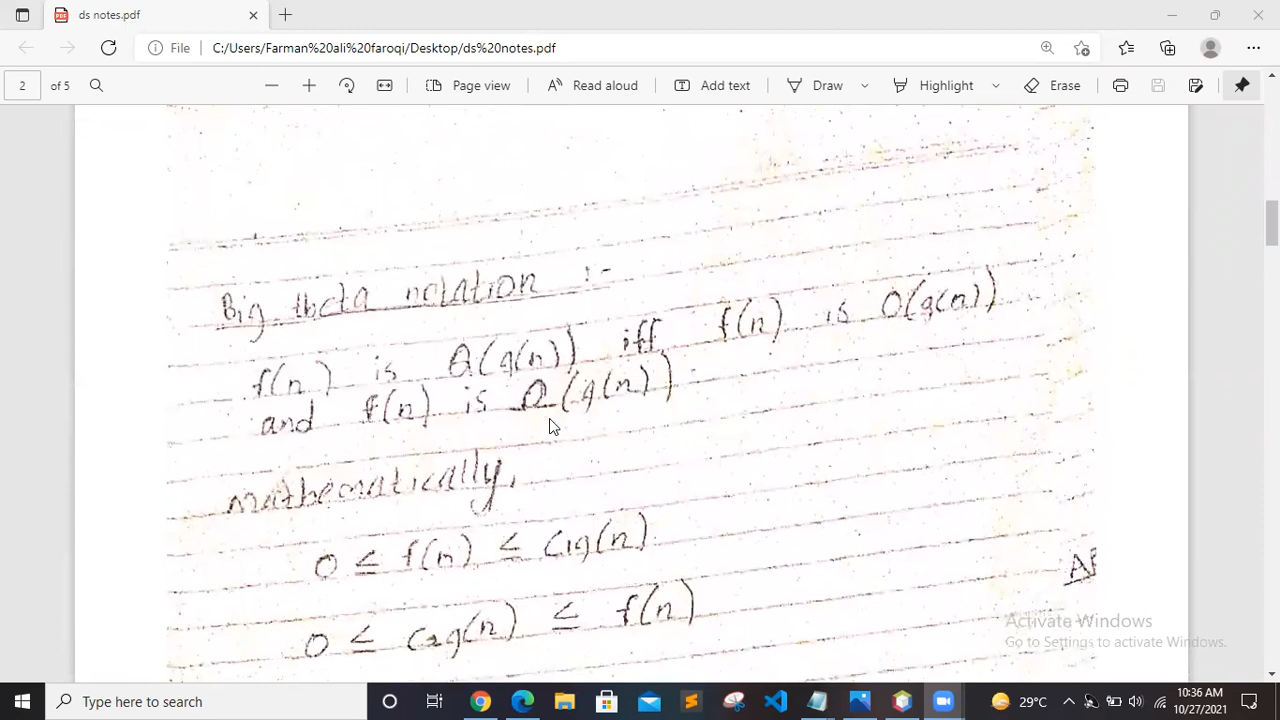 ds notes.pdf
File C:/Users/Farman%20ali%20faroqi/Desktop/ds%20notes.pdf
2 of 5 Page view Read aloud Add text Draw Highlight Erase
Big theta notation :-
f(n) is Θ(g(n)) iff f(n) is O(g(n))
and f(n) is Ω(g(n))
Mathematically,
0 ≤ f(n) ≤ C1g(n)
0 ≤ C2g(n) ≤ f(n)
Activate Windows
Go to Settings to activate Windows.
Type here to search
29°C
10:36 AM
10/27/2021